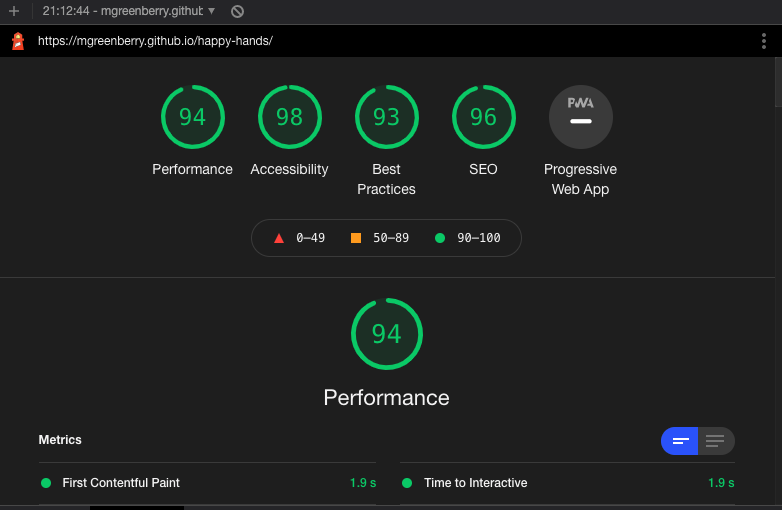 21:12:44 - mgreenberry.github
https://mgreenberry.github.io/happy-hands/
94 98 93 96 PWA
Performance Accessibility Best Practices SEO Progressive Web App
0–49 50–89 90–100
94
Performance
Metrics
First Contentful Paint 1.9 s Time to Interactive 1.9 s